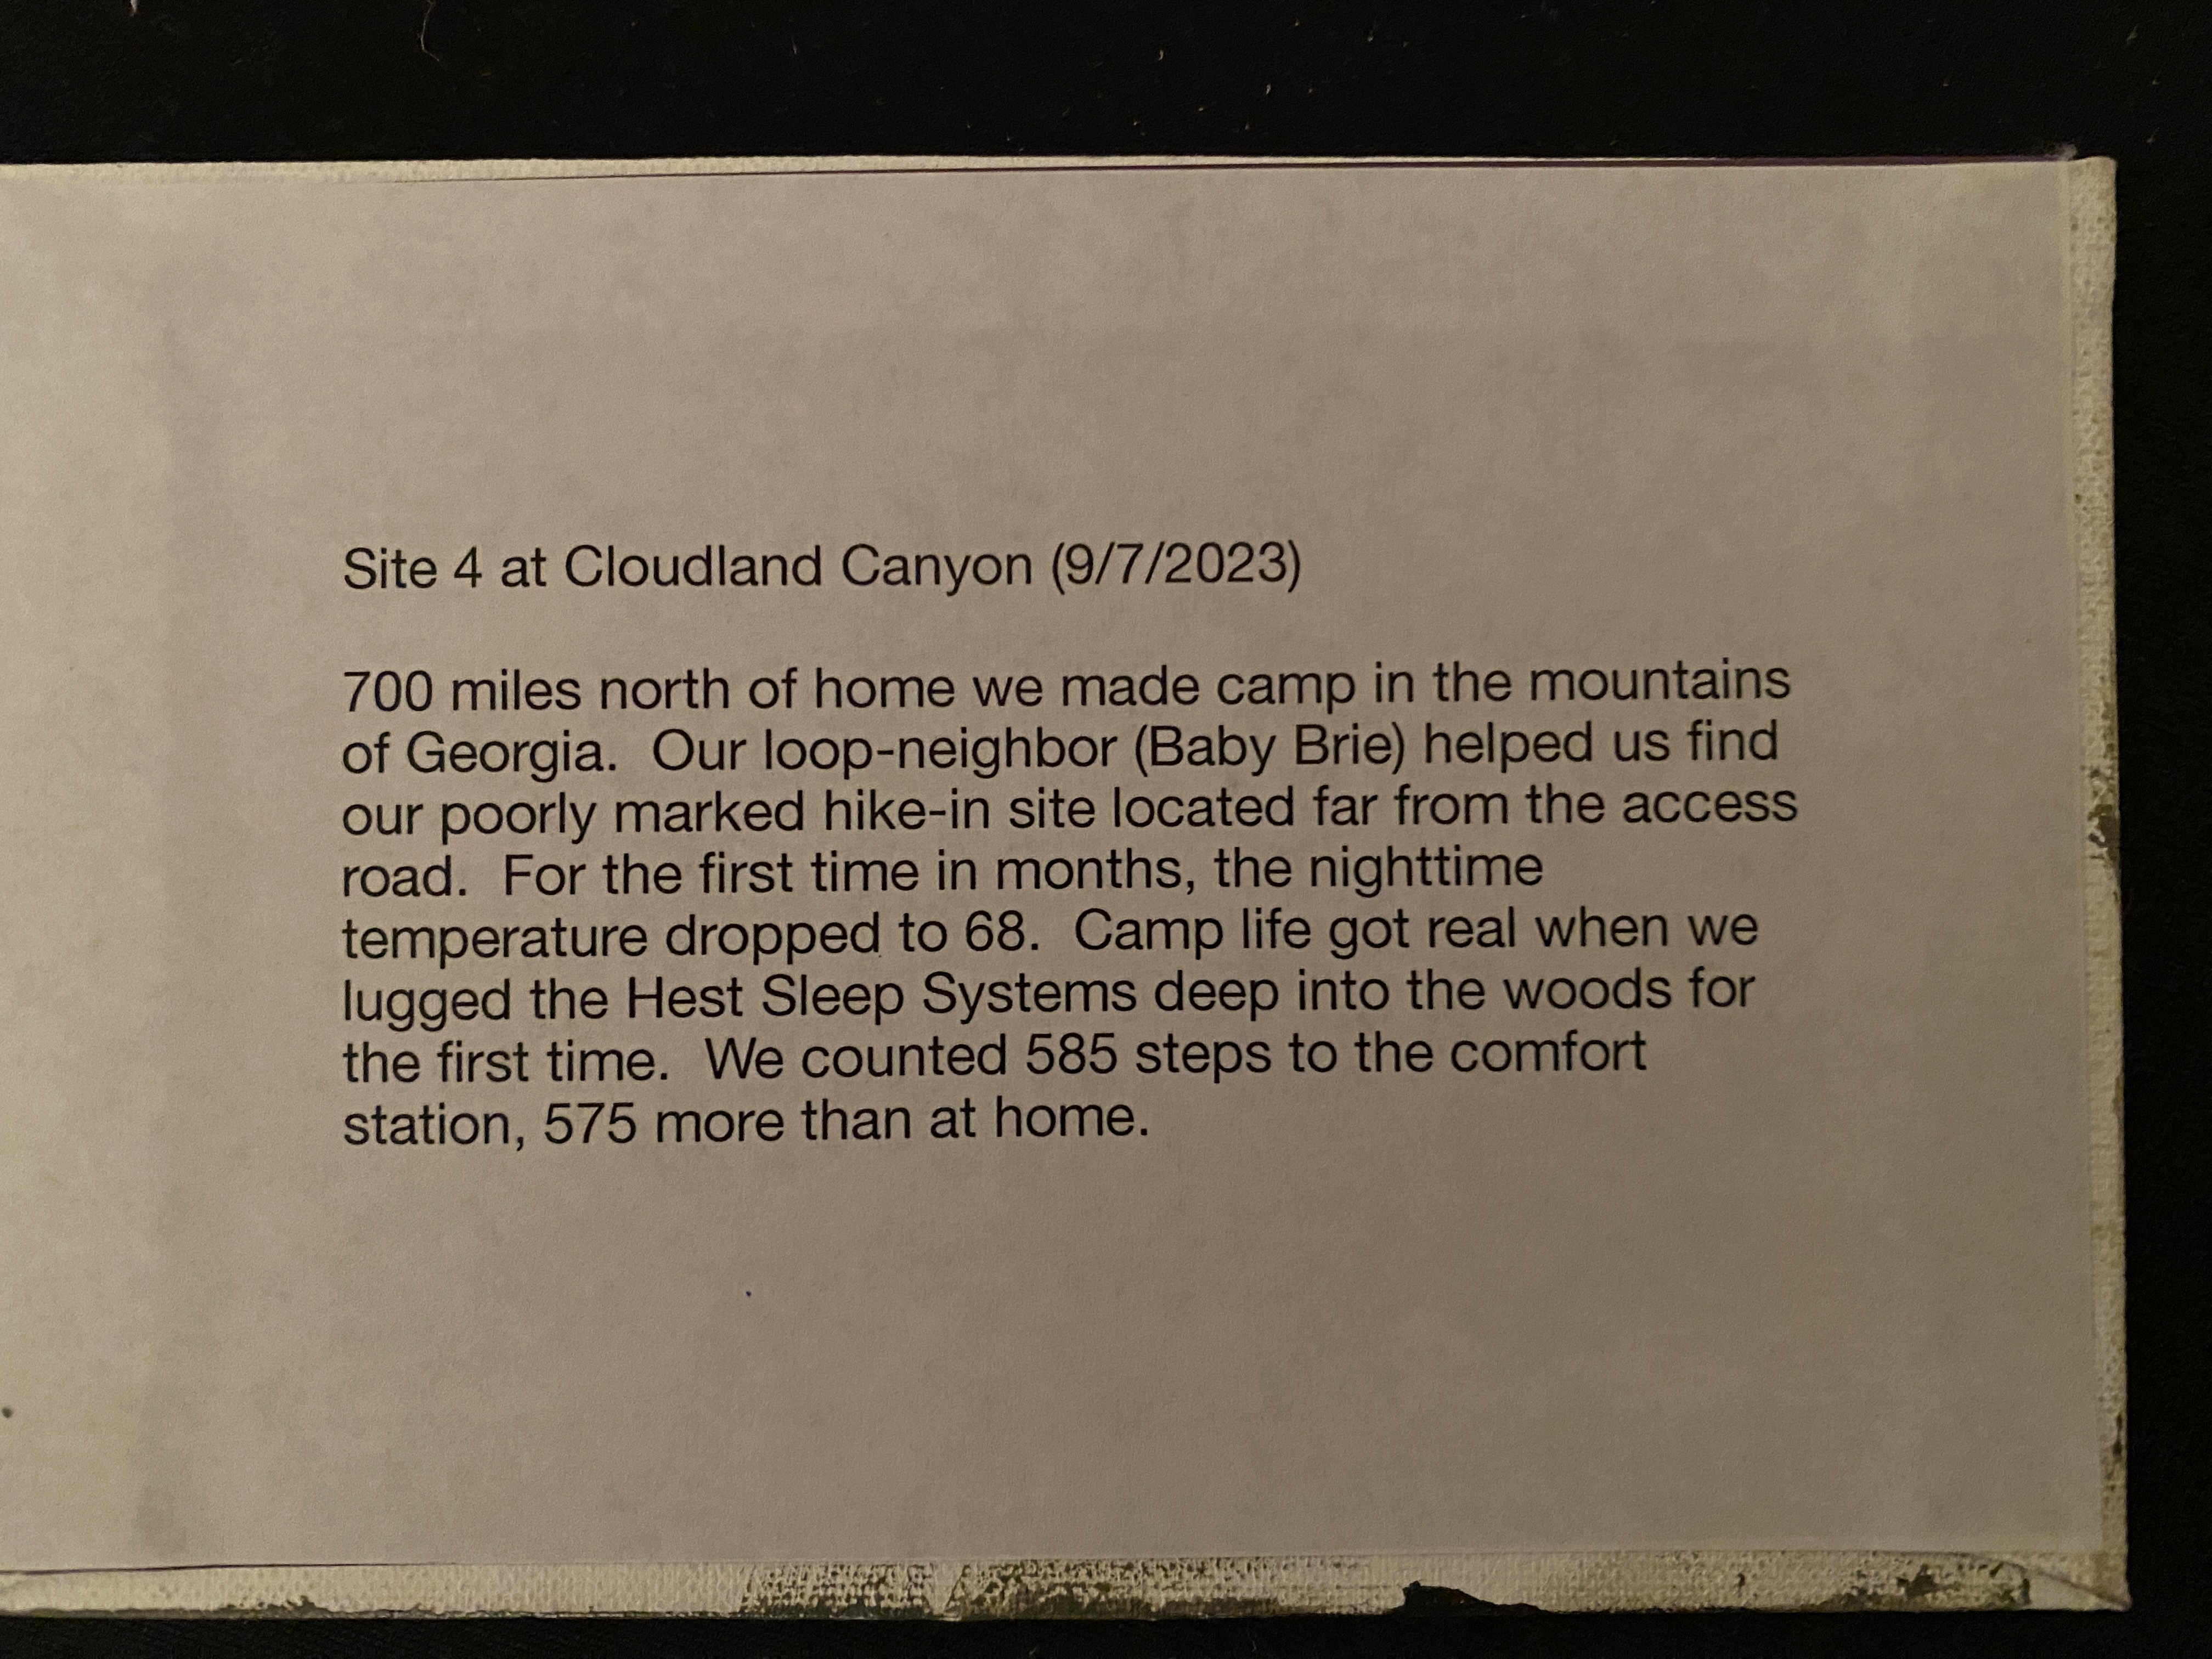 Site 4 at Cloudland Canyon (9/7/2023)
700 miles north of home we made camp in the mountains
of Georgia.  Our loop-neighbor (Baby Brie) helped us find
our poorly marked hike-in site located far from the access
road.  For the first time in months, the nighttime
temperature dropped to 68.  Camp life got real when we
lugged the Hest Sleep Systems deep into the woods for
the first time.  We counted 585 steps to the comfort
station, 575 more than at home.